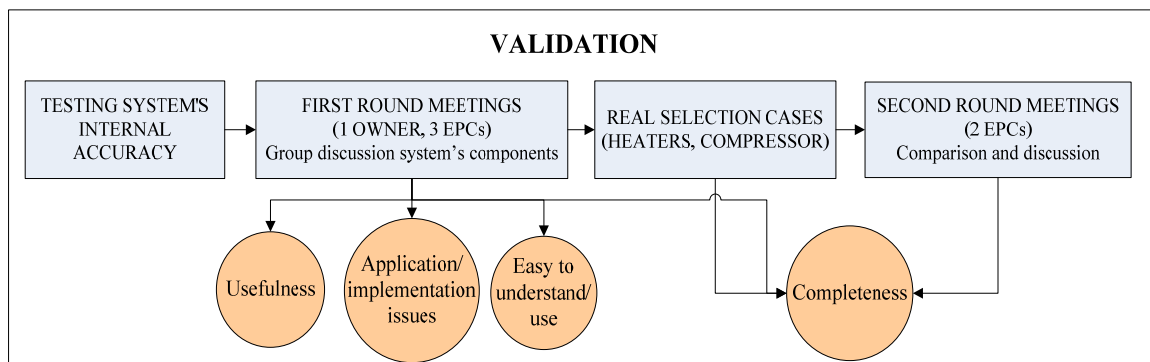 VALIDATION
TESTING SYSTEM'S
INTERNAL
ACCURACY
FIRST ROUND MEETINGS
(1 OWNER, 3 EPCs)
Group discussion system's components
REAL SELECTION CASES
(HEATERS, COMPRESSOR)
SECOND ROUND MEETINGS
(2 EPCs)
Comparison and discussion
Usefulness
Application/
implementation
issues
Easy to
understand/
use
Completeness